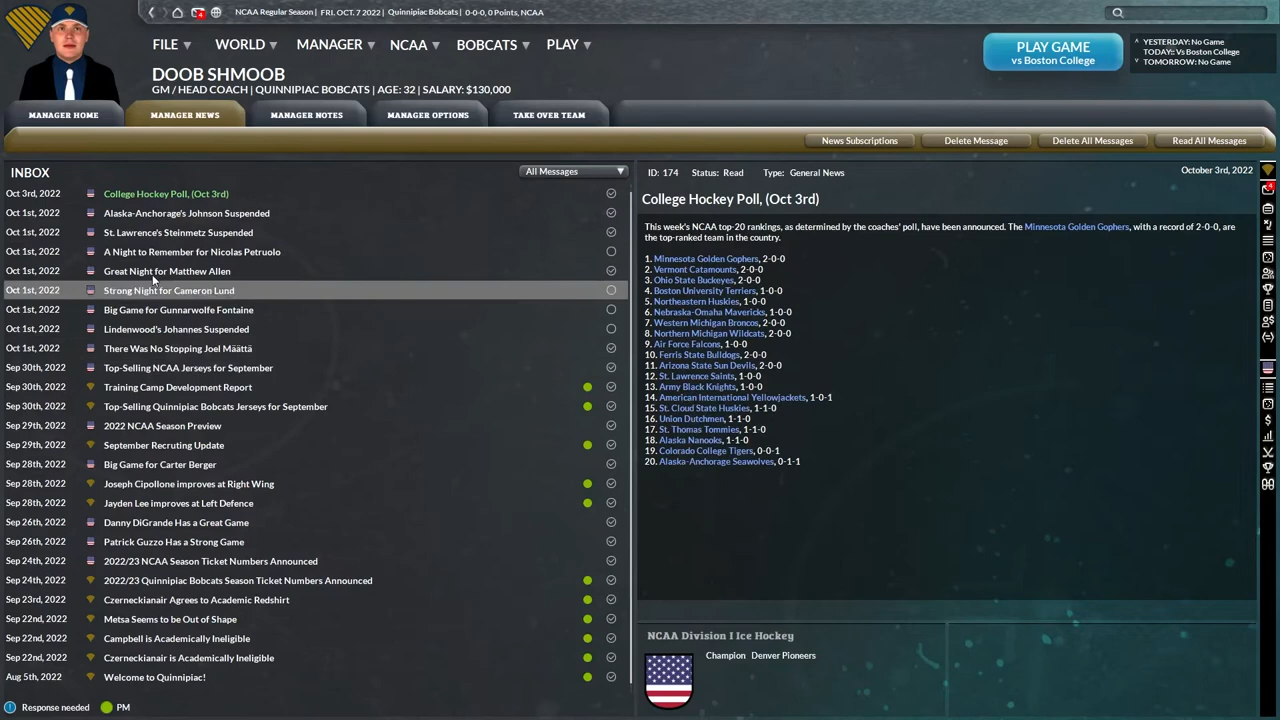 NCAA Regular Season | FRI. OCT. 7 2022 | Quinnipiac Bobcats | 0-0-0, 0 Points, NCAA
4
FILE WORLD MANAGER NCAA BOBCATS PLAY
PLAY GAME
vs Boston College
YESTERDAY: No Game
TODAY: Vs Boston College
TOMORROW: No Game
DOOB SHMOOB
GM / HEAD COACH | QUINNIPIAC BOBCATS | AGE: 32 | SALARY: $130,000
MANAGER HOME MANAGER NEWS MANAGER NOTES MANAGER OPTIONS TAKE OVER TEAM
News Subscriptions Delete Message Delete All Messages Read All Messages
INBOX All Messages
Oct 3rd, 2022 College Hockey Poll, (Oct 3rd)
Oct 1st, 2022 Alaska-Anchorage's Johnson Suspended
Oct 1st, 2022 St. Lawrence's Steinmetz Suspended
Oct 1st, 2022 A Night to Remember for Nicolas Petruolo
Oct 1st, 2022 Great Night for Matthew Allen
Oct 1st, 2022 Strong Night for Cameron Lund
Oct 1st, 2022 Big Game for Gunnarwolfe Fontaine
Oct 1st, 2022 Lindenwood's Johannes Suspended
Oct 1st, 2022 There Was No Stopping Joel Määttä
Sep 30th, 2022 Top-Selling NCAA Jerseys for September
Sep 30th, 2022 Training Camp Development Report
Sep 30th, 2022 Top-Selling Quinnipiac Bobcats Jerseys for September
Sep 29th, 2022 2022 NCAA Season Preview
Sep 29th, 2022 September Recruting Update
Sep 28th, 2022 Big Game for Carter Berger
Sep 28th, 2022 Joseph Cipollone improves at Right Wing
Sep 28th, 2022 Jayden Lee improves at Left Defence
Sep 26th, 2022 Danny DiGrande Has a Great Game
Sep 26th, 2022 Patrick Guzzo Has a Strong Game
Sep 24th, 2022 2022/23 NCAA Season Ticket Numbers Announced
Sep 24th, 2022 2022/23 Quinnipiac Bobcats Season Ticket Numbers Announced
Sep 23rd, 2022 Czerneckianair Agrees to Academic Redshirt
Sep 22nd, 2022 Metsa Seems to be Out of Shape
Sep 22nd, 2022 Campbell is Academically Ineligible
Sep 22nd, 2022 Czerneckianair is Academically Ineligible
Aug 5th, 2022 Welcome to Quinnipiac!
Response needed PM
ID: 174 Status: Read Type: General News October 3rd, 2022
College Hockey Poll, (Oct 3rd)
This week's NCAA top-20 rankings, as determined by the coaches' poll, have been announced. The Minnesota Golden Gophers, with a record of 2-0-0, are
the top-ranked team in the country.
1. Minnesota Golden Gophers, 2-0-0
2. Vermont Catamounts, 2-0-0
3. Ohio State Buckeyes, 2-0-0
4. Boston University Terriers, 1-0-0
5. Northeastern Huskies, 1-0-0
6. Nebraska-Omaha Mavericks, 1-0-0
7. Western Michigan Broncos, 2-0-0
8. Northern Michigan Wildcats, 2-0-0
9. Air Force Falcons, 1-0-0
10. Ferris State Bulldogs, 2-0-0
11. Arizona State Sun Devils, 2-0-0
12. St. Lawrence Saints, 1-0-0
13. Army Black Knights, 1-0-0
14. American International Yellowjackets, 1-0-1
15. St. Cloud State Huskies, 1-1-0
16. Union Dutchmen, 1-1-0
17. St. Thomas Tommies, 1-1-0
18. Alaska Nanooks, 1-1-0
19. Colorado College Tigers, 0-0-1
20. Alaska-Anchorage Seawolves, 0-1-1
NCAA Division I Ice Hockey
Champion Denver Pioneers
4